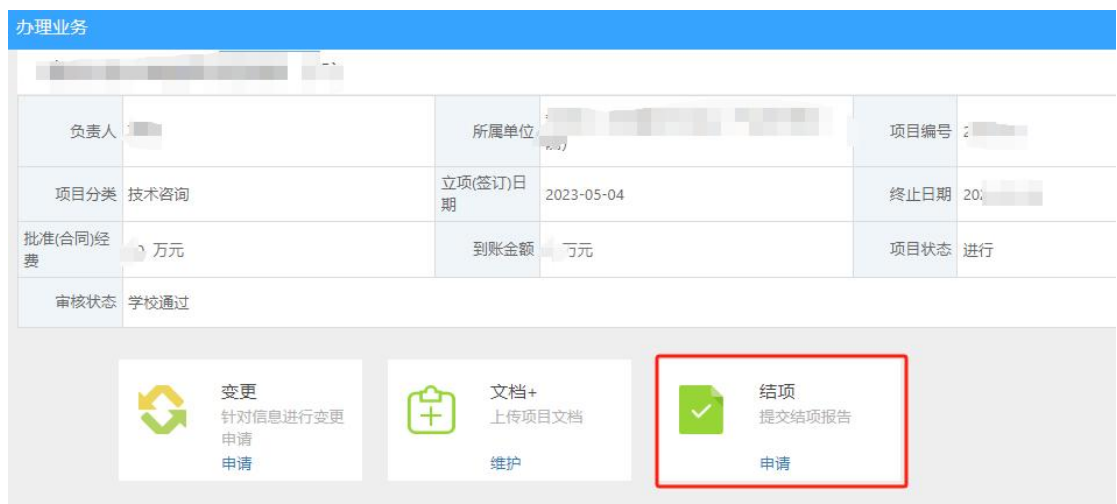 办理业务
负责人
所属单位
项目编号 2
项目分类 技术咨询
立项(签订)日
期
2023-05-04
终止日期 202
批准(合同)经
费
万元
到账金额 万元
项目状态 进行
审核状态 学校通过
变更
针对信息进行变更
申请
申请
文档+
上传项目文档
维护
结项
提交结项报告
申请